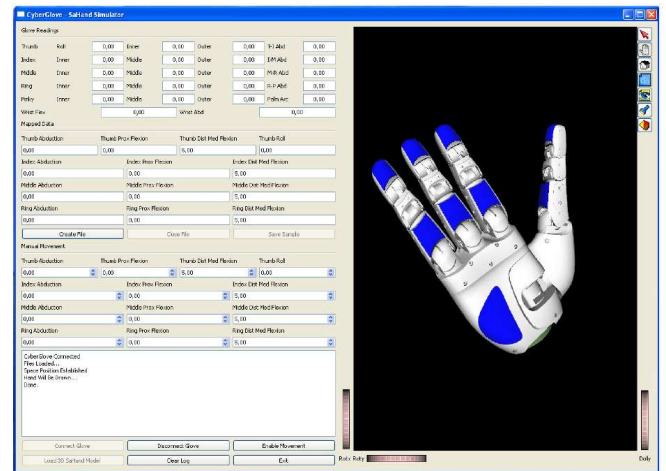 CyberGlove - SaHand Simulator
Glove Readings
Thumb Roll 0,00 Inner 0,00 Outer 0,00 T-I Abd 0,00
Index Inner 0,00 Middle 0,00 Outer 0,00 I-M Abd 0,00
Middle Inner 0,00 Middle 0,00 Outer 0,00 M-R Abd 0,00
Ring Inner 0,00 Middle 0,00 Outer 0,00 R-P Abd 0,00
Pinky Inner 0,00 Middle 0,00 Outer 0,00 Palm Arc 0,00
Wrist Flex 0,00 Wrist Abd 0,00
Mapped Data
Thumb Abduction Thumb Prox Flexion Thumb Dist Med Flexion Thumb Roll
0,00 0,00 5,00 0,00
Index Abduction Index Prox Flexion Index Dist Med Flexion
0,00 0,00 5,00
Middle Abduction Middle Prox Flexion Middle Dist Med Flexion
0,00 0,00 5,00
Ring Abduction Ring Prox Flexion Ring Dist Med Flexion
0,00 0,00 5,00
Create File Close File Save Sample
Manual Movement
Thumb Abduction Thumb Prox Flexion Thumb Dist Med Flexion Thumb Roll
0,00 0,00 5,00 0,00
Index Abduction Index Prox Flexion Index Dist Med Flexion
0,00 0,00 5,00
Middle Abduction Middle Prox Flexion Middle Dist Med Flexion
0,00 0,00 5,00
Ring Abduction Ring Prox Flexion Ring Dist Med Flexion
0,00 0,00 5,00
CyberGlove Connected
Files Loaded...
Space Position Established
Hand Will Be Drawn...
Done.
Connect Glove Disconnect Glove Enable Movement
Load 3D SaHand Model Clear Log Exit
Rotx Roty Dolly